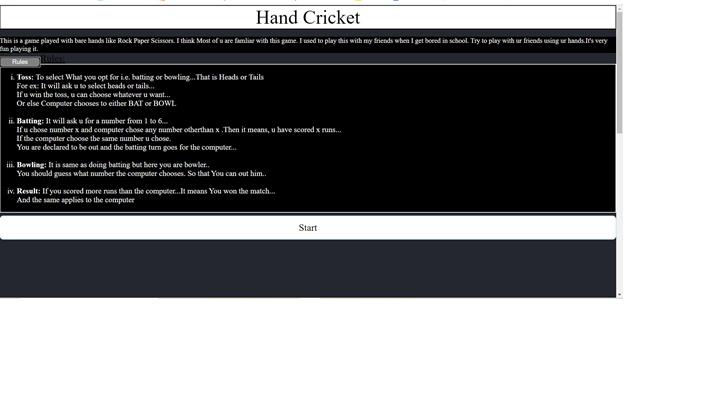 Hand Cricket
This is a game played with bare hands like Rock Paper Scissors. I think Most of u are famliar with this game. I used to play this with my friends when I get bored in school. Try to play with ur friends using ur hands.It's very
fun playing it.
Rules Rules:
i. Toss: To select What you opt for i.e. batting or bowling...That is Heads or Tails
For ex: It will ask u to select heads or tails...
If u win the toss, u can choose whatever u want...
Or else Computer chooses to either BAT or BOWL
ii. Batting: It will ask u for a number from 1 to 6...
If u chose number x and computer chose any number otherthan x .Then it means, u have scored x runs...
If the computer choose the same number u chose.
You are declared to be out and the batting turn goes for the computer...
iii. Bowling: It is same as doing batting but here you are bowler..
You should guess what number the computer chooses. So that You can out him..
iv. Result: If you scored more runs than the computer...It means You won the match...
And the same applies to the computer
Start